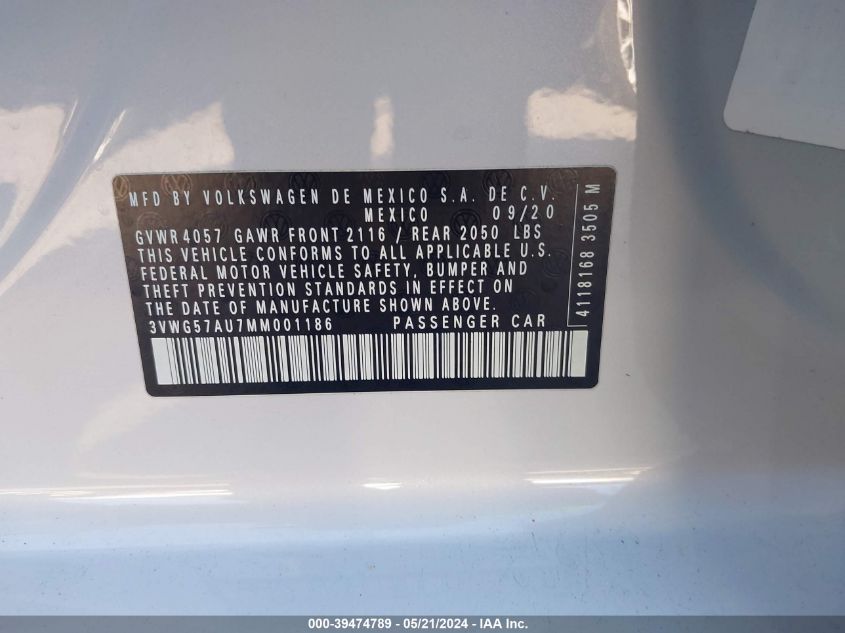 MFD BY VOLKSWAGEN DE MEXICO S.A. DE C.V.
MEXICO 09/20
GVWR 4057 GAWR FRONT 2116 / REAR 2050 LBS
THIS VEHICLE CONFORMS TO ALL APPLICABLE U.S.
FEDERAL MOTOR VEHICLE SAFETY, BUMPER AND
THEFT PREVENTION STANDARDS IN EFFECT ON
THE DATE OF MANUFACTURE SHOWN ABOVE.
3VWG57AU7MM001186 PASSENGER CAR
4118168 3505 M
000-39474789 - 05/21/2024 - IAA Inc.